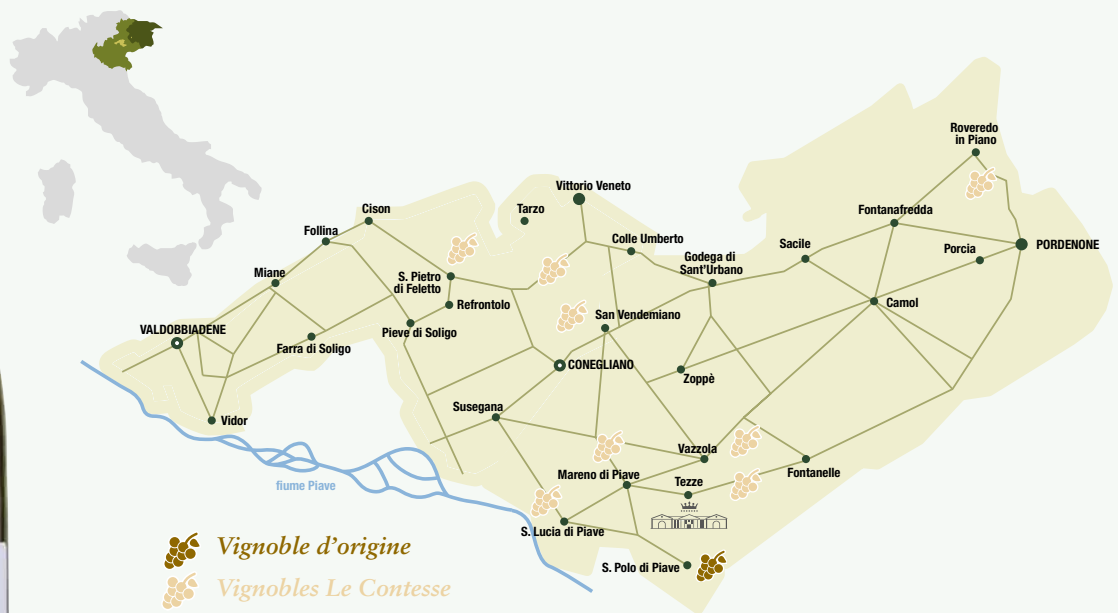 Roveredo
in Piano
Vittorio Veneto
Cison
Tarzo
Fontanafredda
Follina
Colle Umberto
Sacile
Porcia
PORDENONE
Godega di
Sant'Urbano
Miane
S. Pietro
di Feletto
Refrontolo
Camol
San Vendemiano
VALDOBBIADENE
Pieve di Soligo
Farra di Soligo
CONEGLIANO
Zoppè
Susegana
Vidor
Vazzola
Mareno di Piave
Tezze
Fontanelle
fiume Piave
S. Lucia di Piave
S. Polo di Piave
Vignoble d'origine
Vignobles Le Contesse